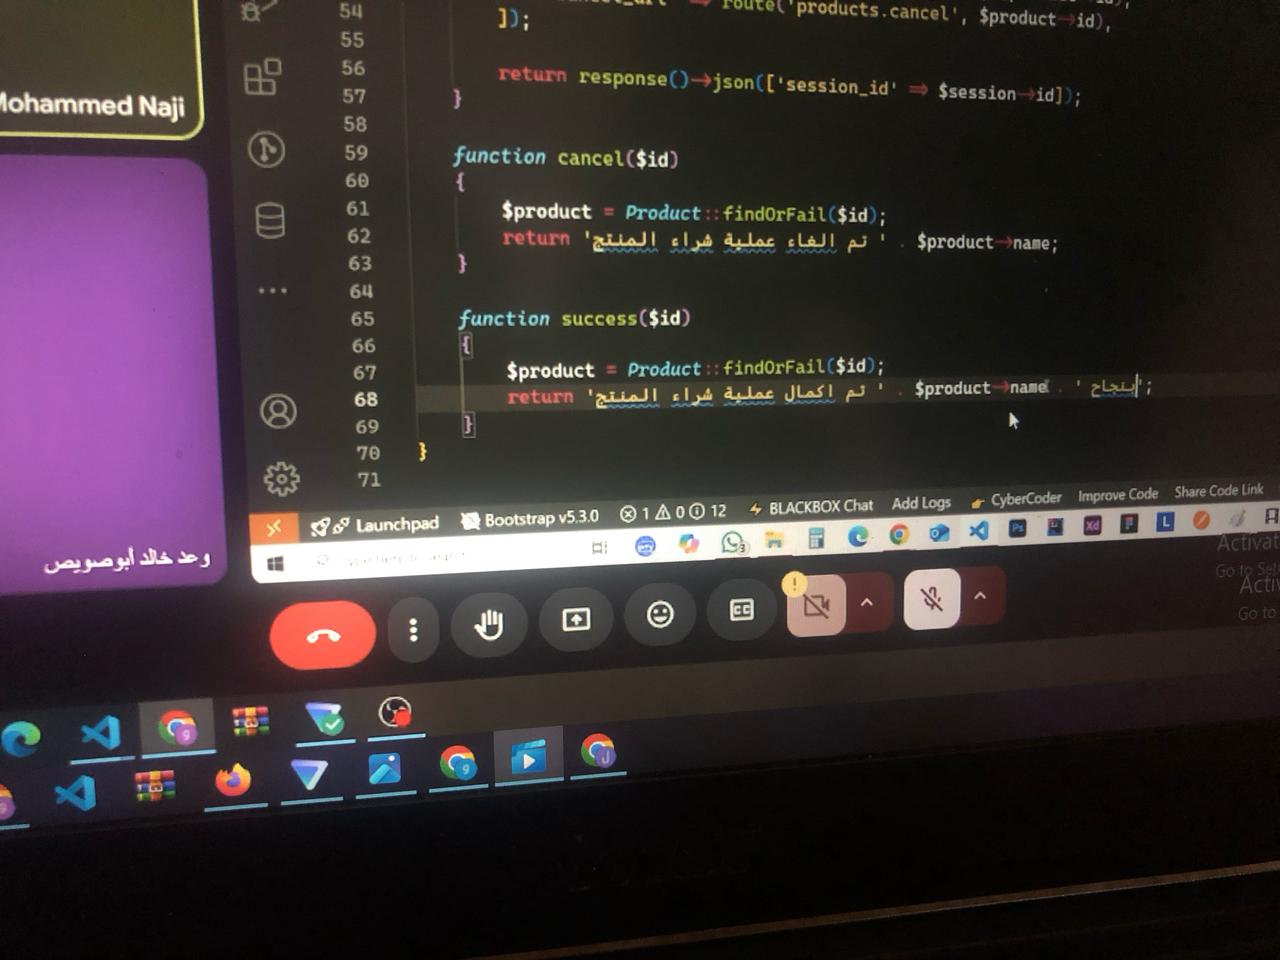 Mohammed Naji
وعد خالد أبوصويص
54 route('products.cancel', $product->id),
55 ]);
56
57 return response()->json(['session_id' => $session->id]);
58 }
59
60 function cancel($id)
61 {
62 $product = Product::findOrFail($id);
63 return 'تم الغاء عملية شراء المنتج ' . $product->name;
64 }
65
66 function success($id)
67 {
68 $product = Product::findOrFail($id);
69 return 'تم اكمال عملية شراء المنتج ' . $product->name . ' بنجاح';
70 }
71 }
Launchpad Bootstrap v5.3.0 1 0 12 BLACKBOX Chat Add Logs CyberCoder Improve Code Share Code Link
Type here to search
Activat
Go to Set
Acti
Go to